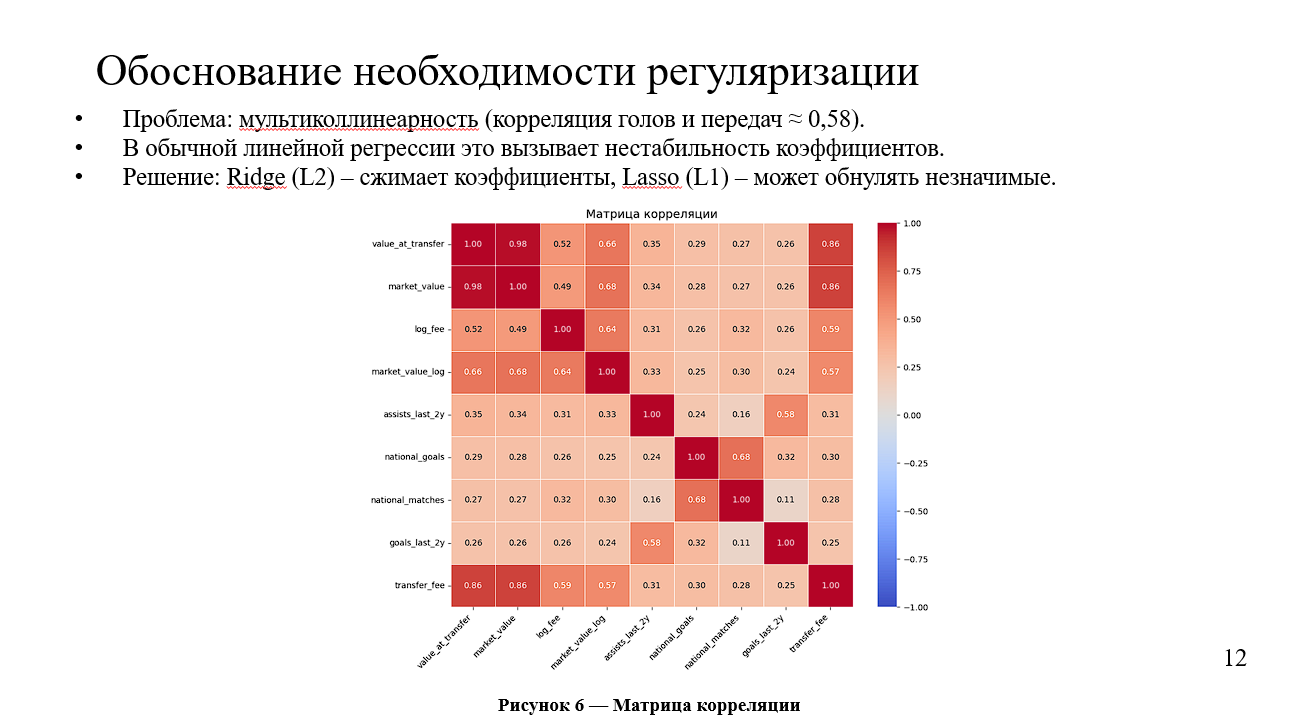 Обоснование необходимости регуляризации
• Проблема: мультиколлинеарность (корреляция голов и передач ≈ 0,58).
• В обычной линейной регрессии это вызывает нестабильность коэффициентов.
• Решение: Ridge (L2) – сжимает коэффициенты, Lasso (L1) – может обнулять незначимые.
Матрица корреляции
value_at_transfer 1.00 0.98 0.52 0.66 0.35 0.29 0.27 0.26 0.86
market_value 0.98 1.00 0.49 0.68 0.34 0.28 0.27 0.26 0.86
log_fee 0.52 0.49 1.00 0.64 0.31 0.26 0.32 0.26 0.59
market_value_log 0.66 0.68 0.64 1.00 0.33 0.25 0.30 0.24 0.57
assists_last_2y 0.35 0.34 0.31 0.33 1.00 0.24 0.16 0.58 0.31
national_goals 0.29 0.28 0.26 0.25 0.24 1.00 0.68 0.32 0.30
national_matches 0.27 0.27 0.32 0.30 0.16 0.68 1.00 0.11 0.28
goals_last_2y 0.26 0.26 0.26 0.24 0.58 0.32 0.11 1.00 0.25
transfer_fee 0.86 0.86 0.59 0.57 0.31 0.30 0.28 0.25 1.00
value_at_transfer market_value log_fee market_value_log assists_last_2y national_goals national_matches goals_last_2y transfer_fee
1.00
0.75
0.50
0.25
0.00
−0.25
−0.50
−0.75
−1.00
12
Рисунок 6 — Матрица корреляции